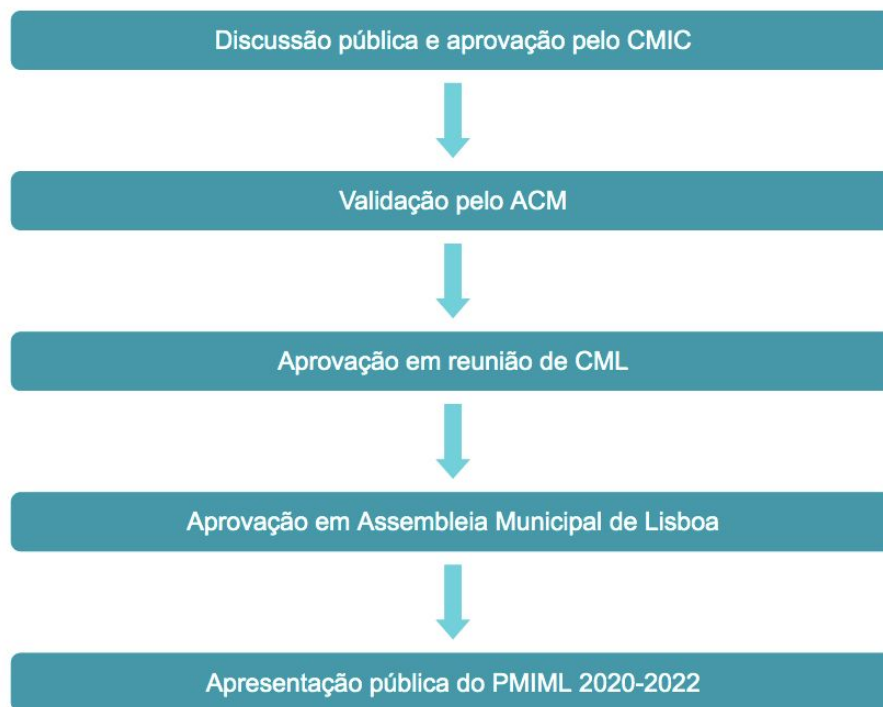 Discussão pública e aprovação pelo CMIC
Validação pelo ACM
Aprovação em reunião de CML
Aprovação em Assembleia Municipal de Lisboa
Apresentação pública do PMIML 2020-2022